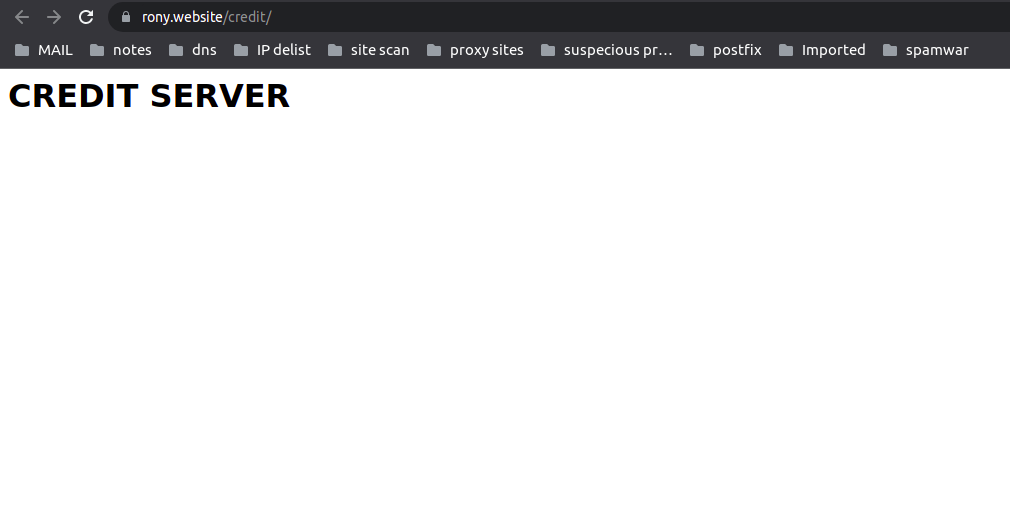 rony.website/credit/
MAIL notes dns IP delist site scan proxy sites suspecious pr... postfix Imported spamwar
CREDIT SERVER